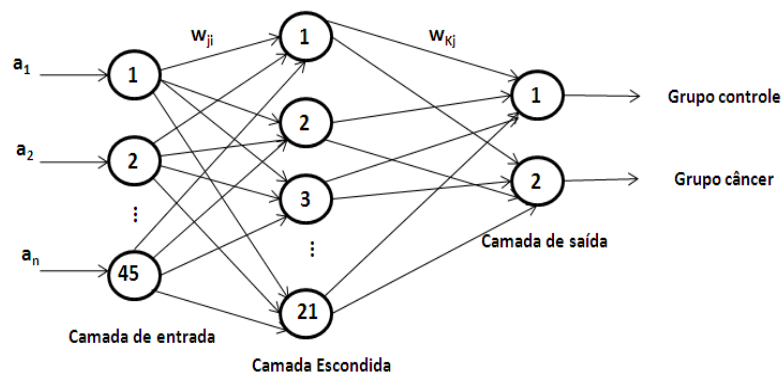 w_ji
w_Kj
a_1
1
1
1
Grupo controle
a_2
2
2
2
Grupo câncer
⋮
3
⋮
Camada de saída
a_n
45
21
Camada de entrada
Camada Escondida